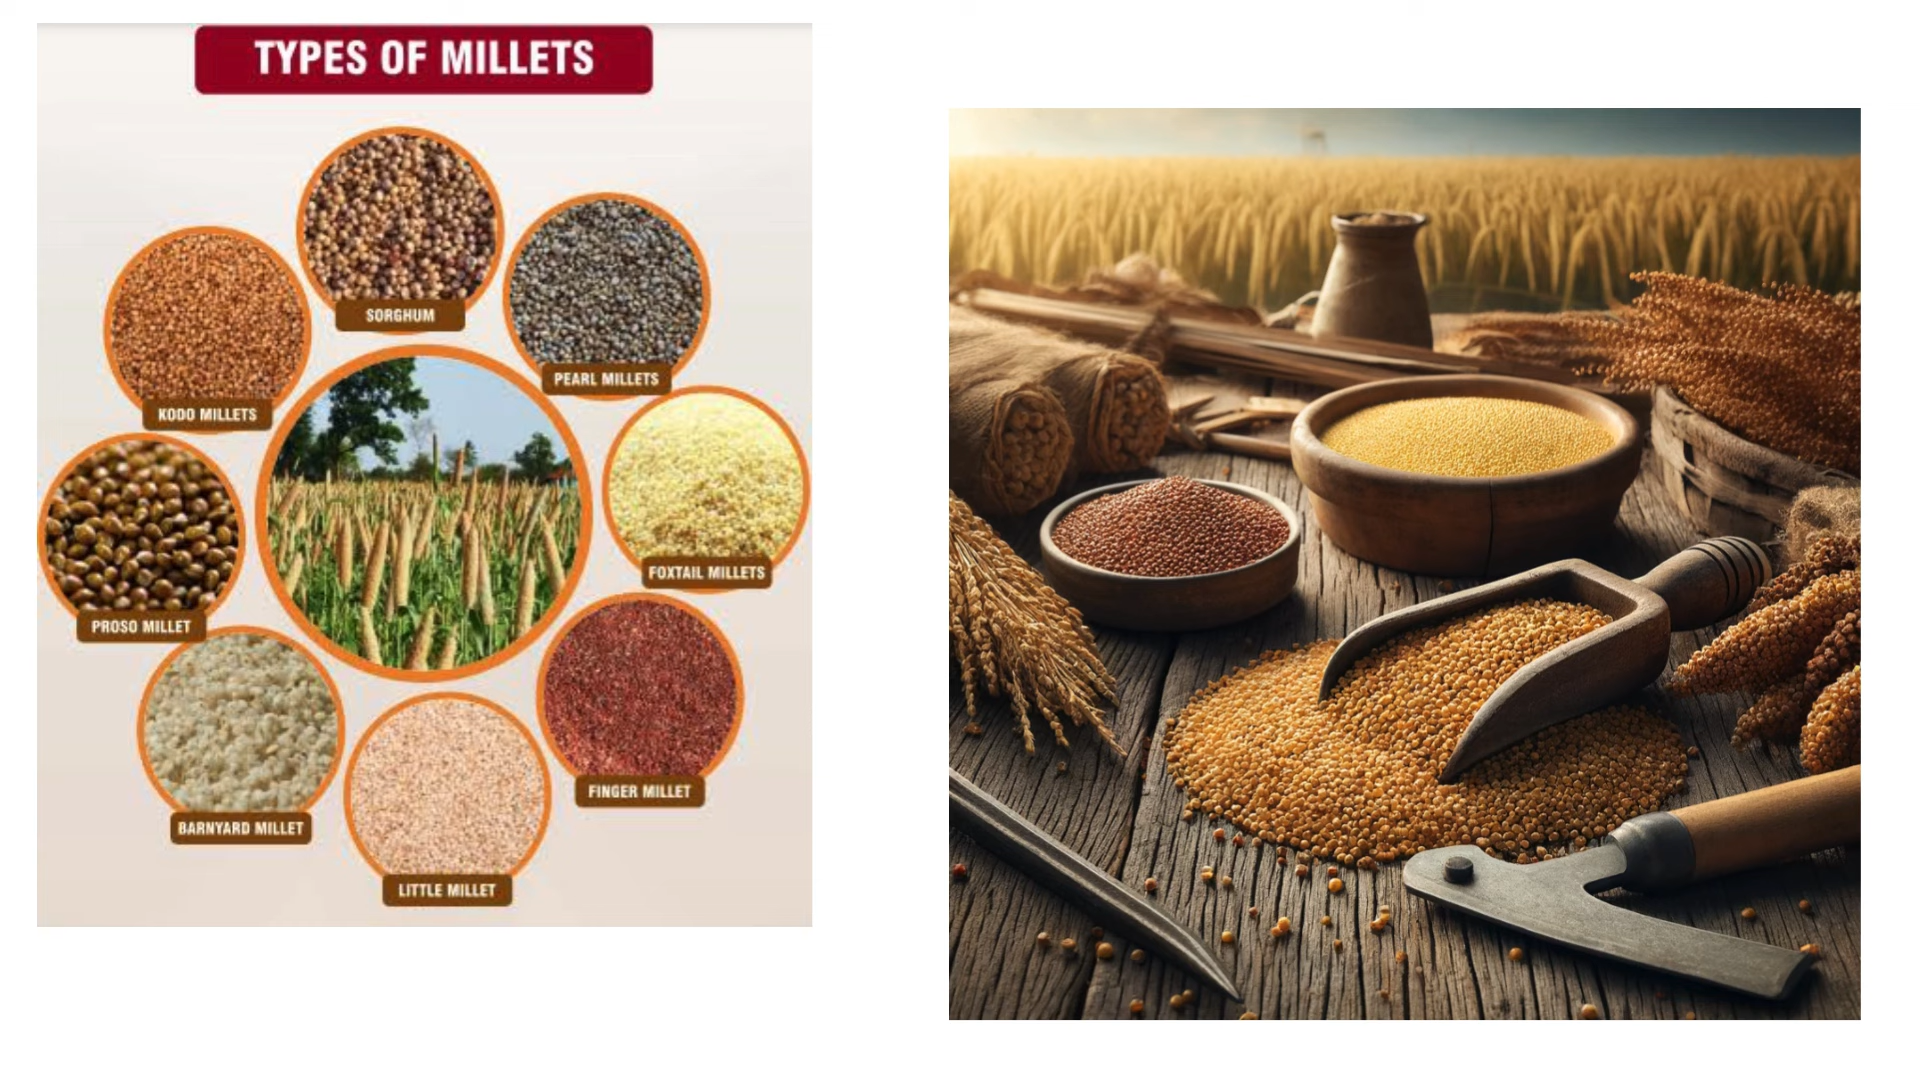 TYPES OF MILLETS
SORGHUM
PEARL MILLETS
KODO MILLETS
FOXTAIL MILLETS
PROSO MILLET
FINGER MILLET
BARNYARD MILLET
LITTLE MILLET